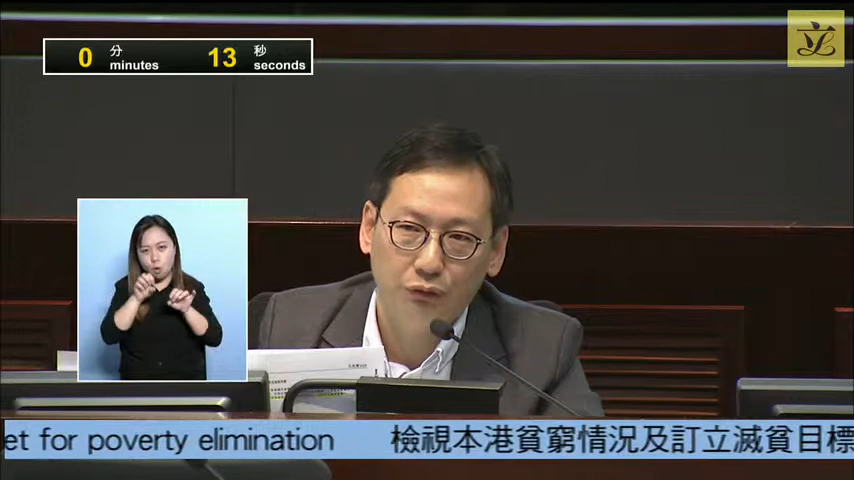 0 分 minutes 13 秒 seconds
立
et for poverty elimination 檢視本港貧窮情況及訂立滅貧目標